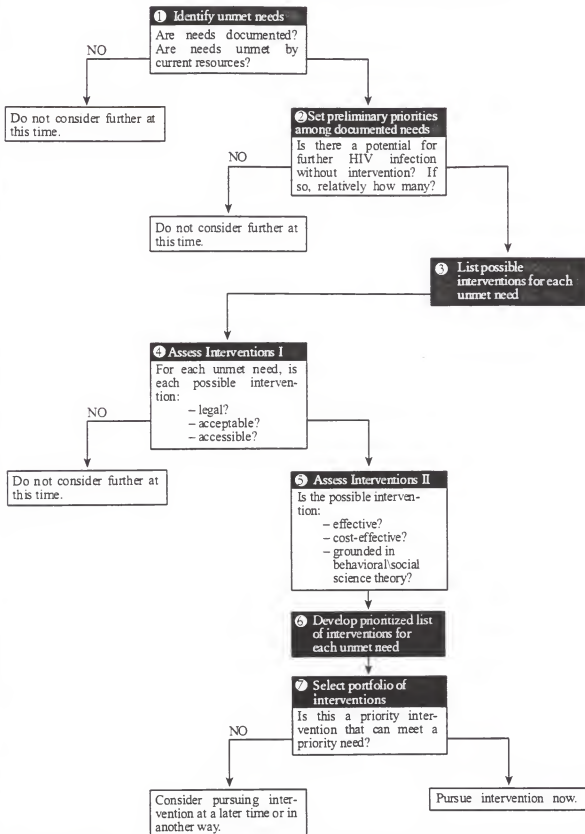 ① Identify unmet needs
Are needs documented?
Are needs unmet by
current resources?
NO
Do not consider further at
this time.
② Set preliminary priorities
among documented needs
Is there a potential for
further HIV infection
without intervention? If
so, relatively how many?
NO
Do not consider further at
this time.
③ List possible
interventions for each
unmet need
④ Assess Interventions I
For each unmet need, is
each possible interven-
tion:
– legal?
– acceptable?
– accessible?
NO
Do not consider further at
this time.
⑤ Assess Interventions II
Is the possible interven-
tion:
– effective?
– cost-effective?
– grounded in
behavioral\social
science theory?
⑥ Develop prioritized list
of interventions for
each unmet need
⑦ Select portfolio of
interventions
Is this a priority inter-
vention that can meet a
priority need?
NO
Consider pursuing inter-
vention at a later time or in
another way.
Pursue intervention now.